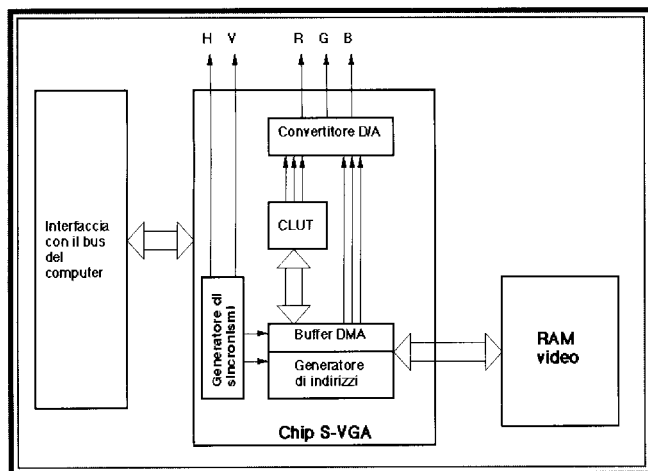 H V R G B
Convertitore D/A
Interfaccia
con il bus
del
computer
CLUT
Generatore di
sincronismi
Buffer DMA
Generatore
di indirizzi
RAM
video
Chip S-VGA